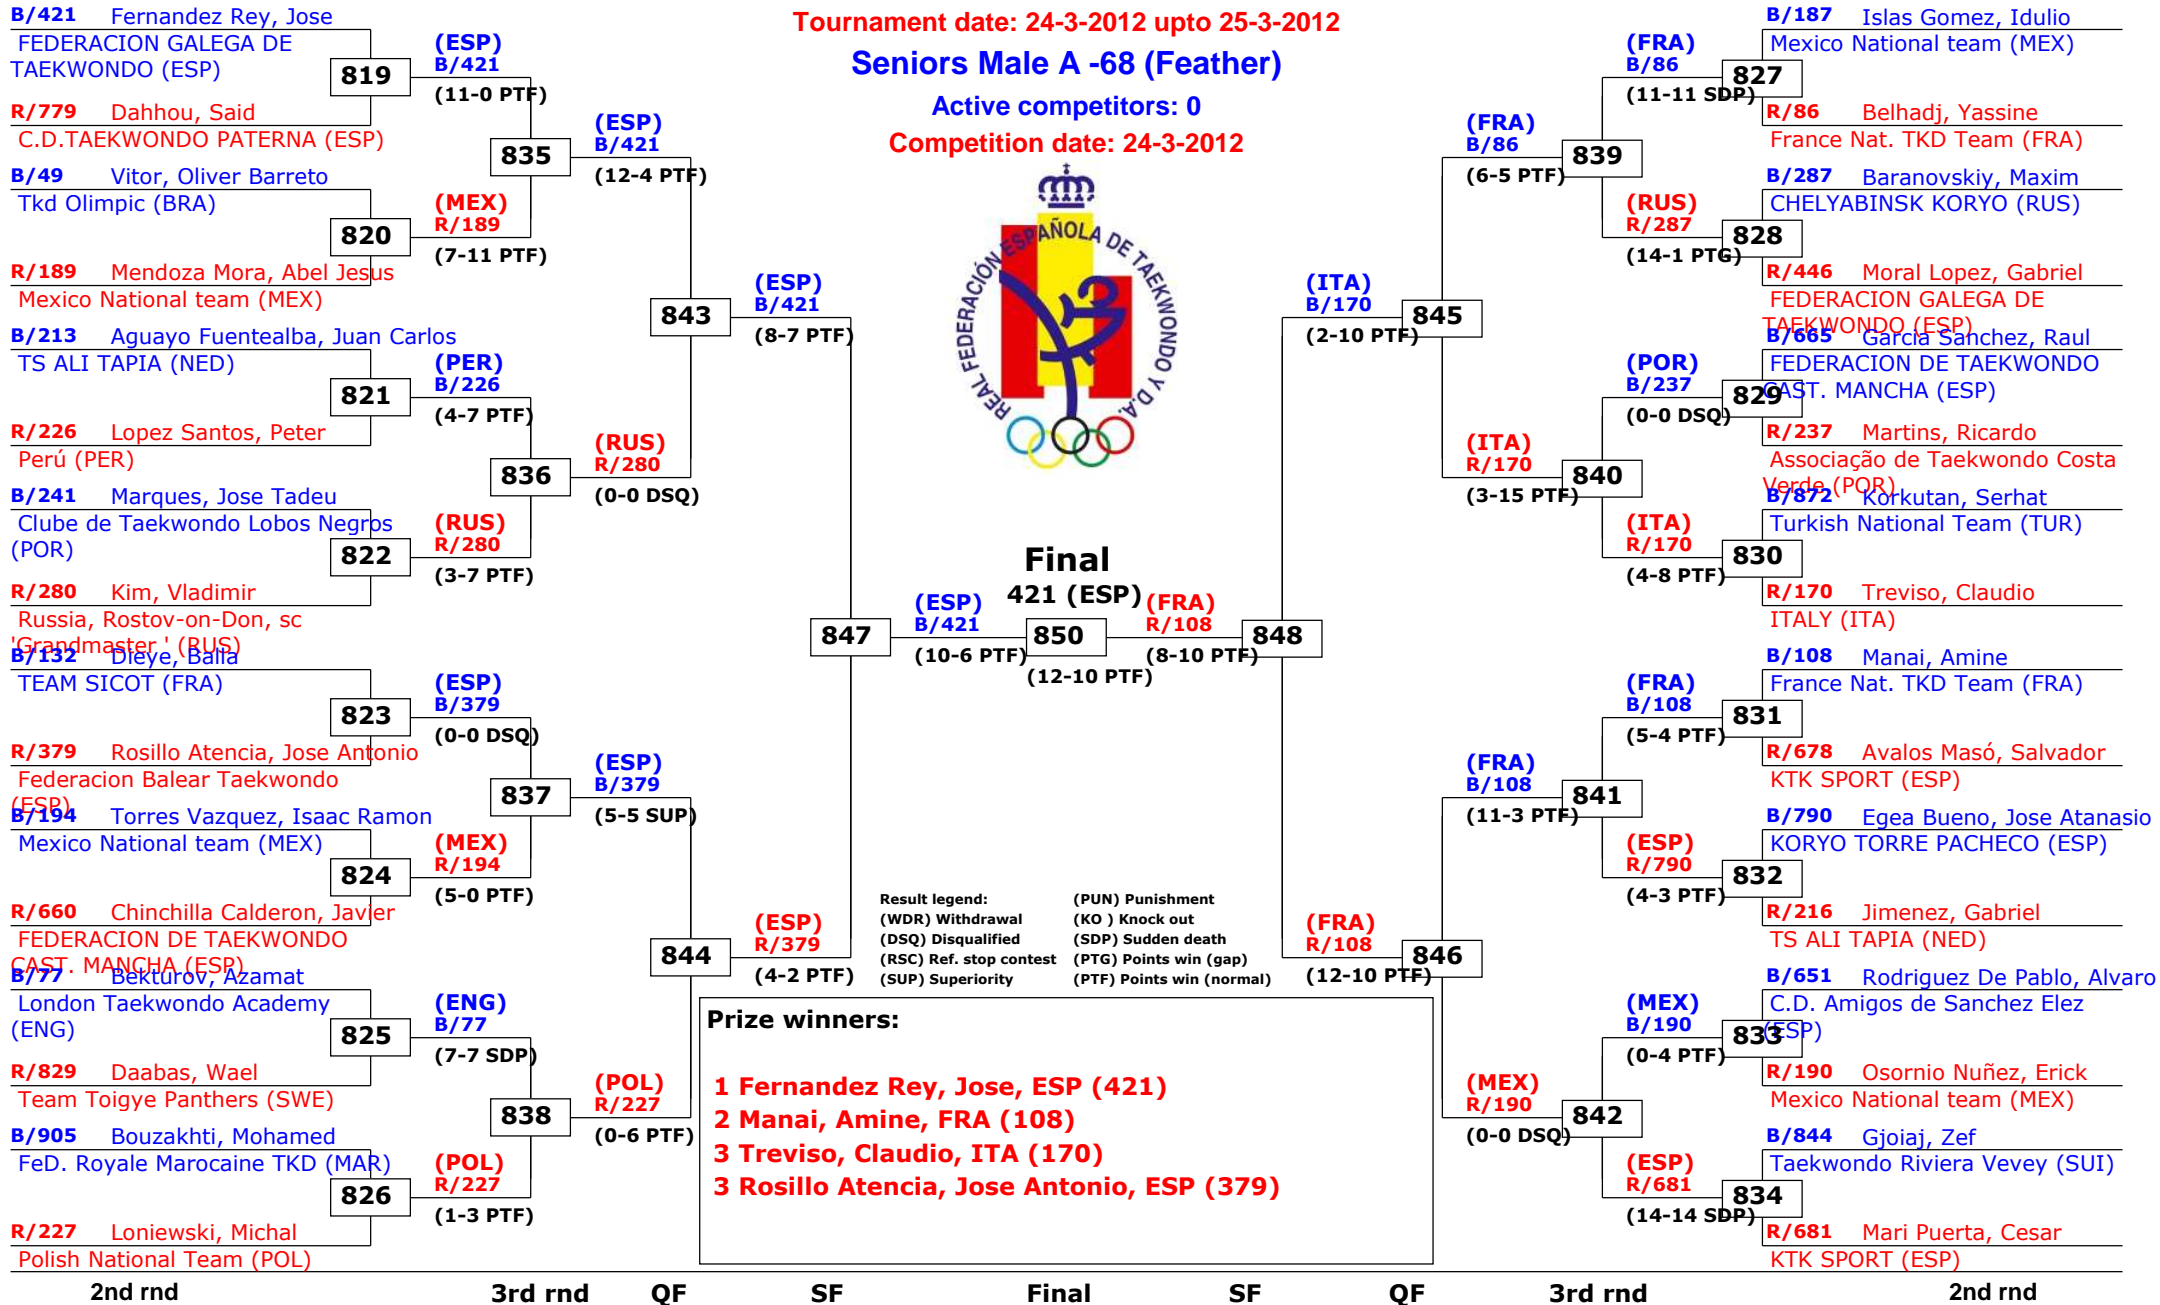 Tournament date: 24-3-2012 upto 25-3-2012
Seniors Male A -68 (Feather)
Active competitors: 0
Competition date: 24-3-2012
REAL FEDERACIÓN ESPAÑOLA DE TAEKWONDO Y D.A.
B/421 Fernandez Rey, Jose
FEDERACION GALEGA DE
TAEKWONDO (ESP)
819
R/779 Dahhou, Said
C.D.TAEKWONDO PATERNA (ESP)
B/49 Vitor, Oliver Barreto
Tkd Olimpic (BRA)
820
R/189 Mendoza Mora, Abel Jesus
Mexico National team (MEX)
B/213 Aguayo Fuentealba, Juan Carlos
TS ALI TAPIA (NED)
821
R/226 Lopez Santos, Peter
Perú (PER)
B/241 Marques, Jose Tadeu
Clube de Taekwondo Lobos Negros
(POR)
822
R/280 Kim, Vladimir
Russia, Rostov-on-Don, sc
'Grandmaster ' (RUS)
B/132 Dieye, Balla
TEAM SICOT (FRA)
823
R/379 Rosillo Atencia, Jose Antonio
Federacion Balear Taekwondo
(ESP)
B/194 Torres Vazquez, Isaac Ramon
Mexico National team (MEX)
824
R/660 Chinchilla Calderon, Javier
FEDERACION DE TAEKWONDO
CAST. MANCHA (ESP)
B/77 Bekturov, Azamat
London Taekwondo Academy
(ENG)
825
R/829 Daabas, Wael
Team Toigye Panthers (SWE)
B/905 Bouzakhti, Mohamed
FeD. Royale Marocaine TKD (MAR)
826
R/227 Loniewski, Michal
Polish National Team (POL)
(ESP)
B/421
(11-0 PTF)
835
(MEX)
R/189
(7-11 PTF)
(PER)
B/226
(4-7 PTF)
836
(RUS)
R/280
(3-7 PTF)
(ESP)
B/379
(0-0 DSQ)
837
(MEX)
R/194
(5-0 PTF)
(ENG)
B/77
(7-7 SDP)
838
(POL)
R/227
(1-3 PTF)
(ESP)
B/421
(12-4 PTF)
843
(RUS)
R/280
(0-0 DSQ)
(ESP)
B/379
(5-5 SUP)
844
(POL)
R/227
(0-6 PTF)
(ESP)
B/421
(8-7 PTF)
847
(ESP)
R/379
(4-2 PTF)
Final
421 (ESP)
(ESP)
B/421
(10-6 PTF)
850
(12-10 PTF)
(FRA)
R/108
(8-10 PTF)
848
(ITA)
B/170
(2-10 PTF)
(FRA)
R/108
(12-10 PTF)
845
846
(FRA)
B/86
(6-5 PTF)
(ITA)
R/170
(3-15 PTF)
(FRA)
B/108
(11-3 PTF)
(MEX)
R/190
(0-0 DSQ)
839
840
841
842
(FRA)
B/86
(11-11 SDP)
(RUS)
R/287
(14-1 PTG)
(POR)
B/237
(0-0 DSQ)
(ITA)
R/170
(4-8 PTF)
(FRA)
B/108
(5-4 PTF)
(ESP)
R/790
(4-3 PTF)
(MEX)
B/190
(0-4 PTF)
(ESP)
R/681
(14-14 SDP)
B/187 Islas Gomez, Idulio
Mexico National team (MEX)
827
R/86 Belhadj, Yassine
France Nat. TKD Team (FRA)
B/287 Baranovskiy, Maxim
CHELYABINSK KORYO (RUS)
828
R/446 Moral Lopez, Gabriel
FEDERACION GALEGA DE
TAEKWONDO (ESP)
B/665 Garcia Sanchez, Raul
FEDERACION DE TAEKWONDO
CAST. MANCHA (ESP)
829
R/237 Martins, Ricardo
Associação de Taekwondo Costa
Verde (POR)
B/872 Korkutan, Serhat
Turkish National Team (TUR)
830
R/170 Treviso, Claudio
ITALY (ITA)
B/108 Manai, Amine
France Nat. TKD Team (FRA)
831
R/678 Avalos Masó, Salvador
KTK SPORT (ESP)
B/790 Egea Bueno, Jose Atanasio
KORYO TORRE PACHECO (ESP)
832
R/216 Jimenez, Gabriel
TS ALI TAPIA (NED)
B/651 Rodriguez De Pablo, Alvaro
C.D. Amigos de Sanchez Elez
(ESP)
833
R/190 Osornio Nuñez, Erick
Mexico National team (MEX)
B/844 Gjoiaj, Zef
Taekwondo Riviera Vevey (SUI)
834
R/681 Mari Puerta, Cesar
KTK SPORT (ESP)
Result legend:
(WDR) Withdrawal
(DSQ) Disqualified
(RSC) Ref. stop contest
(SUP) Superiority
(PUN) Punishment
(KO ) Knock out
(SDP) Sudden death
(PTG) Points win (gap)
(PTF) Points win (normal)
Prize winners:
1 Fernandez Rey, Jose, ESP (421)
2 Manai, Amine, FRA (108)
3 Treviso, Claudio, ITA (170)
3 Rosillo Atencia, Jose Antonio, ESP (379)
2nd rnd 3rd rnd QF SF Final SF QF 3rd rnd 2nd rnd